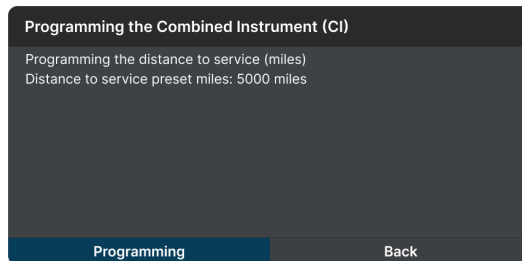 Programming the Combined Instrument (CI)
Programming the distance to service (miles)
Distance to service preset miles: 5000 miles
Programming
Back